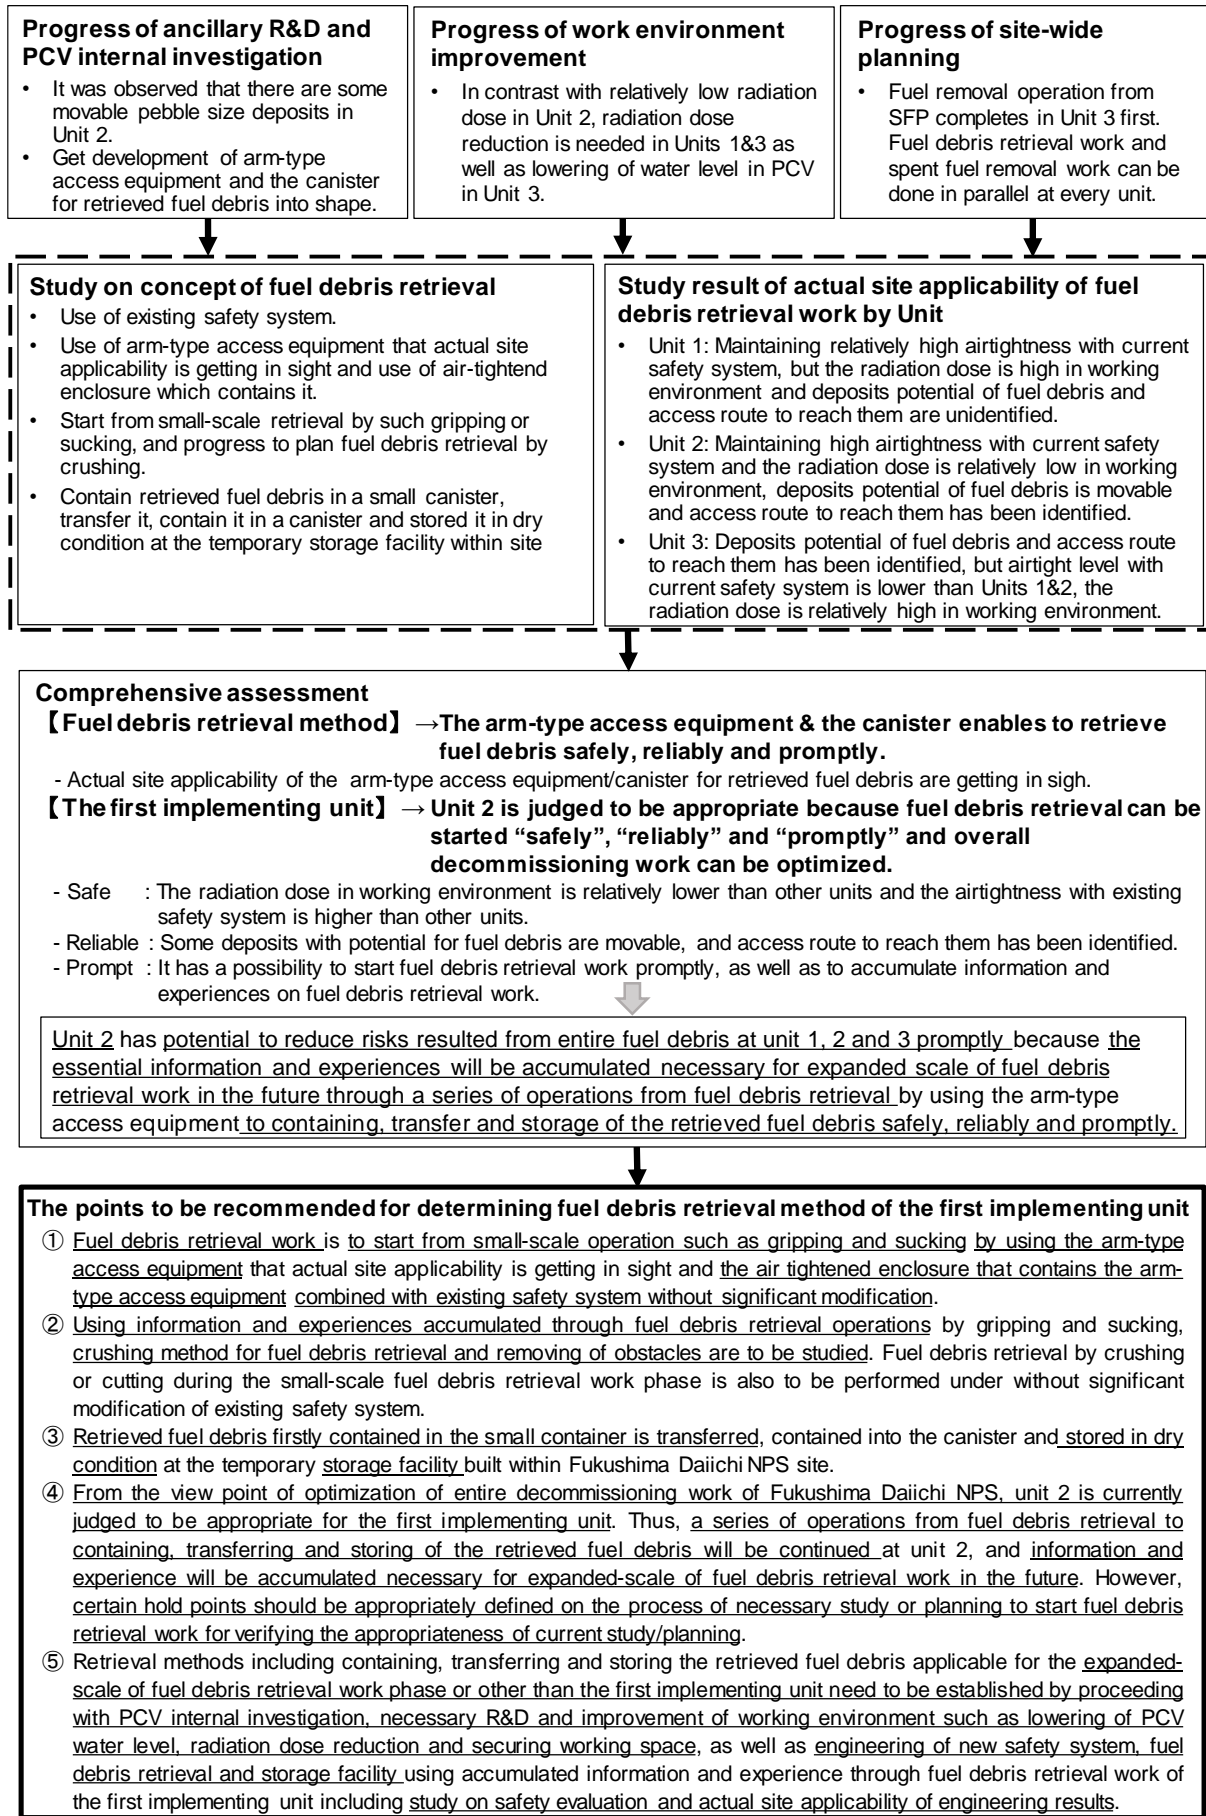 Progress of ancillary R&D and
PCV internal investigation
• It was observed that there are some
movable pebble size deposits in
Unit 2.
• Get development of arm-type
access equipment and the canister
for retrieved fuel debris into shape.
Progress of work environment
improvement
• In contrast with relatively low radiation
dose in Unit 2, radiation dose
reduction is needed in Units 1&3 as
well as lowering of water level in PCV
in Unit 3.
Progress of site-wide
planning
• Fuel removal operation from
SFP completes in Unit 3 first.
Fuel debris retrieval work and
spent fuel removal work can be
done in parallel at every unit.
Study on concept of fuel debris retrieval
• Use of existing safety system.
• Use of arm-type access equipment that actual site
applicability is getting in sight and use of air-tightend
enclosure which contains it.
• Start from small-scale retrieval by such gripping or
sucking, and progress to plan fuel debris retrieval by
crushing.
• Contain retrieved fuel debris in a small canister,
transfer it, contain it in a canister and stored it in dry
condition at the temporary storage facility within site
Study result of actual site applicability of fuel
debris retrieval work by Unit
• Unit 1: Maintaining relatively high airtightness with current
safety system, but the radiation dose is high in working
environment and deposits potential of fuel debris and
access route to reach them are unidentified.
• Unit 2: Maintaining high airtightness with current safety
system and the radiation dose is relatively low in working
environment, deposits potential of fuel debris is movable
and access route to reach them has been identified.
• Unit 3: Deposits potential of fuel debris and access route
to reach them has been identified, but airtight level with
current safety system is lower than Units 1&2, the
radiation dose is relatively high in working environment.
Comprehensive assessment
【Fuel debris retrieval method】 →The arm-type access equipment & the canister enables to retrieve
fuel debris safely, reliably and promptly.
- Actual site applicability of the arm-type access equipment/canister for retrieved fuel debris are getting in sigh.
【The first implementing unit】 → Unit 2 is judged to be appropriate because fuel debris retrieval can be
started “safely”, “reliably” and “promptly” and overall
decommissioning work can be optimized.
- Safe : The radiation dose in working environment is relatively lower than other units and the airtightness with existing
safety system is higher than other units.
- Reliable : Some deposits with potential for fuel debris are movable, and access route to reach them has been identified.
- Prompt : It has a possibility to start fuel debris retrieval work promptly, as well as to accumulate information and
experiences on fuel debris retrieval work.
Unit 2 has potential to reduce risks resulted from entire fuel debris at unit 1, 2 and 3 promptly because the
essential information and experiences will be accumulated necessary for expanded scale of fuel debris
retrieval work in the future through a series of operations from fuel debris retrieval by using the arm-type
access equipment to containing, transfer and storage of the retrieved fuel debris safely, reliably and promptly.
The points to be recommended for determining fuel debris retrieval method of the first implementing unit
① Fuel debris retrieval work is to start from small-scale operation such as gripping and sucking by using the arm-type
access equipment that actual site applicability is getting in sight and the air tightened enclosure that contains the arm-
type access equipment combined with existing safety system without significant modification.
② Using information and experiences accumulated through fuel debris retrieval operations by gripping and sucking,
crushing method for fuel debris retrieval and removing of obstacles are to be studied. Fuel debris retrieval by crushing
or cutting during the small-scale fuel debris retrieval work phase is also to be performed under without significant
modification of existing safety system.
③ Retrieved fuel debris firstly contained in the small container is transferred, contained into the canister and stored in dry
condition at the temporary storage facility built within Fukushima Daiichi NPS site.
④ From the view point of optimization of entire decommissioning work of Fukushima Daiichi NPS, unit 2 is currently
judged to be appropriate for the first implementing unit. Thus, a series of operations from fuel debris retrieval to
containing, transferring and storing of the retrieved fuel debris will be continued at unit 2, and information and
experience will be accumulated necessary for expanded-scale of fuel debris retrieval work in the future. However,
certain hold points should be appropriately defined on the process of necessary study or planning to start fuel debris
retrieval work for verifying the appropriateness of current study/planning.
⑤ Retrieval methods including containing, transferring and storing the retrieved fuel debris applicable for the expanded-
scale of fuel debris retrieval work phase or other than the first implementing unit need to be established by proceeding
with PCV internal investigation, necessary R&D and improvement of working environment such as lowering of PCV
water level, radiation dose reduction and securing working space, as well as engineering of new safety system, fuel
debris retrieval and storage facility using accumulated information and experience through fuel debris retrieval work of
the first implementing unit including study on safety evaluation and actual site applicability of engineering results.